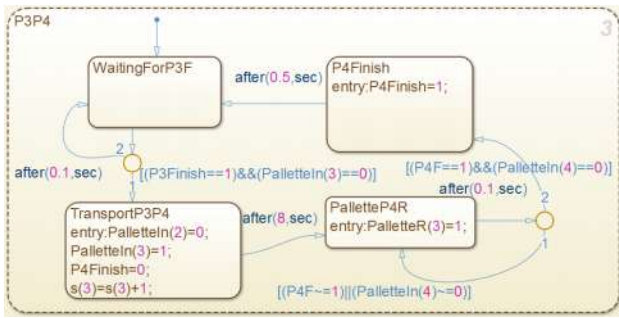 P3P4
3
WaitingForP3F
after(0.5,sec)
P4Finish
entry:P4Finish=1;
2
after(0.1,sec)
[(P3Finish==1)&&(PalletteIn(3)==0)]
1
[(P4F==1)&&(PalletteIn(4)==0)]
after(0.1,sec)
2
TransportP3P4
entry:PalletteIn(2)=0;
PalletteIn(3)=1;
P4Finish=0;
s(3)=s(3)+1;
after(8,sec)
PalletteP4R
entry:PalletteR(3)=1;
1
[(P4F~=1)||(PalletteIn(4)~=0)]